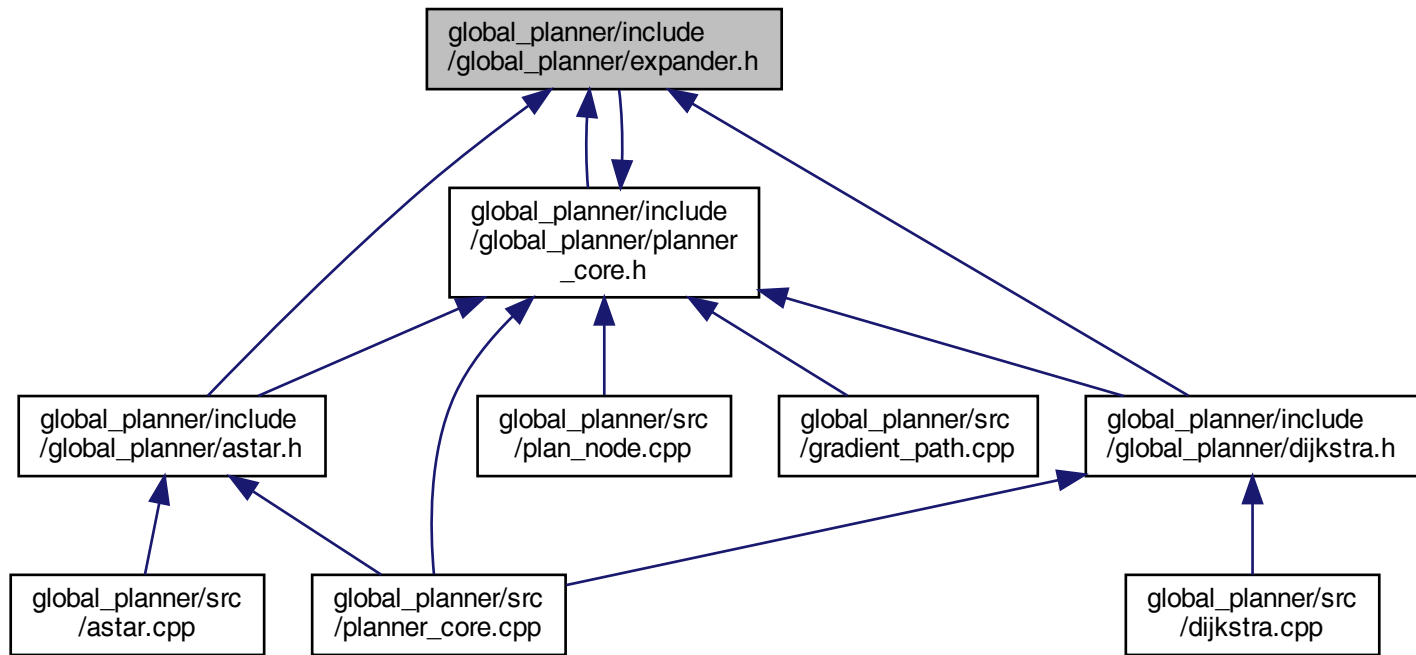 global_planner/include
/global_planner/expander.h
global_planner/include
/global_planner/planner
_core.h
global_planner/include
/global_planner/astar.h
global_planner/src
/plan_node.cpp
global_planner/src
/gradient_path.cpp
global_planner/include
/global_planner/dijkstra.h
global_planner/src
/astar.cpp
global_planner/src
/planner_core.cpp
global_planner/src
/dijkstra.cpp